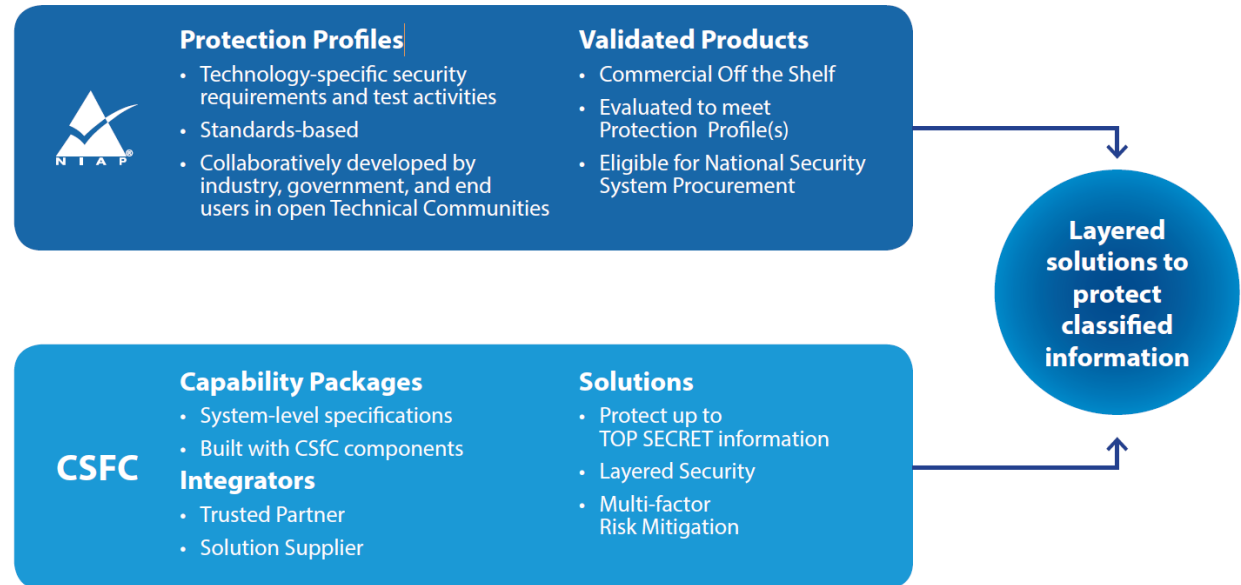 NIAP®
Protection Profiles
• Technology-specific security
requirements and test activities
• Standards-based
• Collaboratively developed by
industry, government, and end
users in open Technical Communities
Validated Products
• Commercial Off the Shelf
• Evaluated to meet
Protection Profile(s)
• Eligible for National Security
System Procurement
CSFC
Capability Packages
• System-level specifications
• Built with CSfC components
Integrators
• Trusted Partner
• Solution Supplier
Solutions
• Protect up to
TOP SECRET information
• Layered Security
• Multi-factor
Risk Mitigation
Layered
solutions to
protect
classified
information